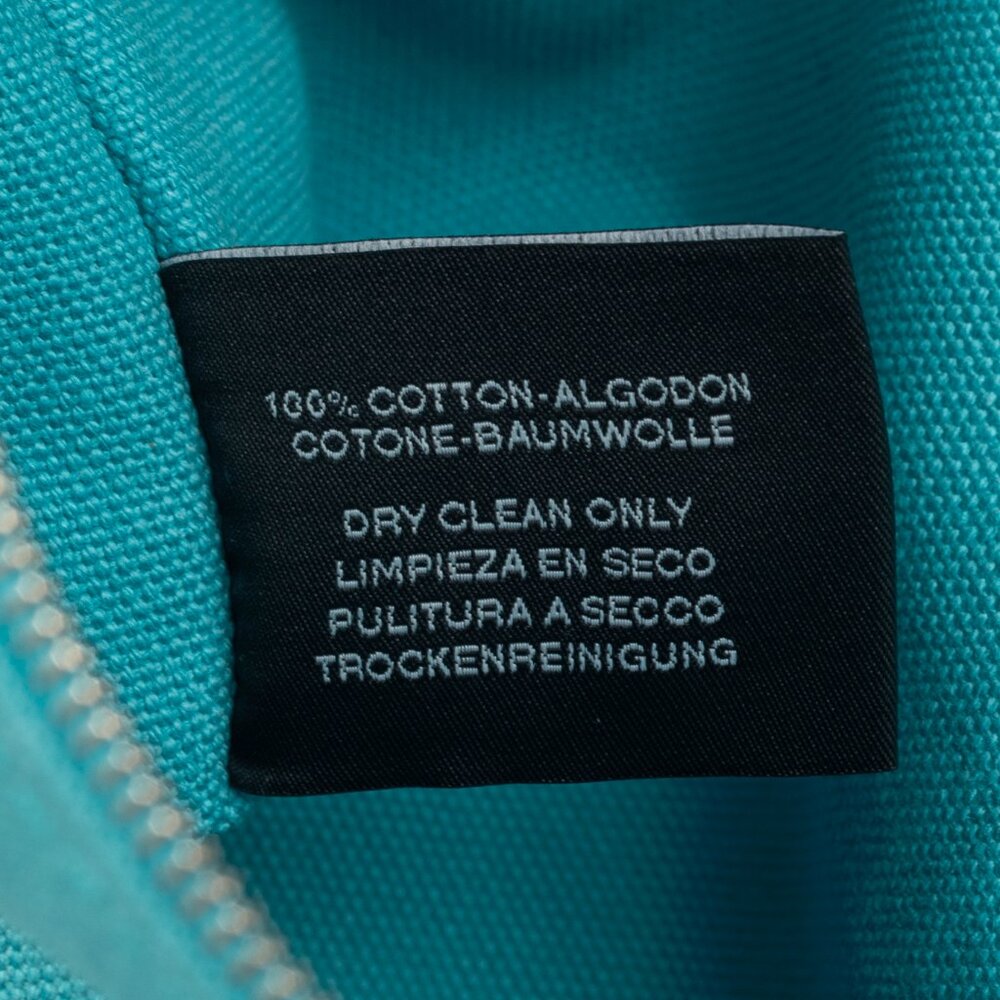 100% COTTON-ALGODON
COTONE-BAUMWOLLE
DRY CLEAN ONLY
LIMPIEZA EN SECO
PULITURA A SECCO
TROCKENREINIGUNG